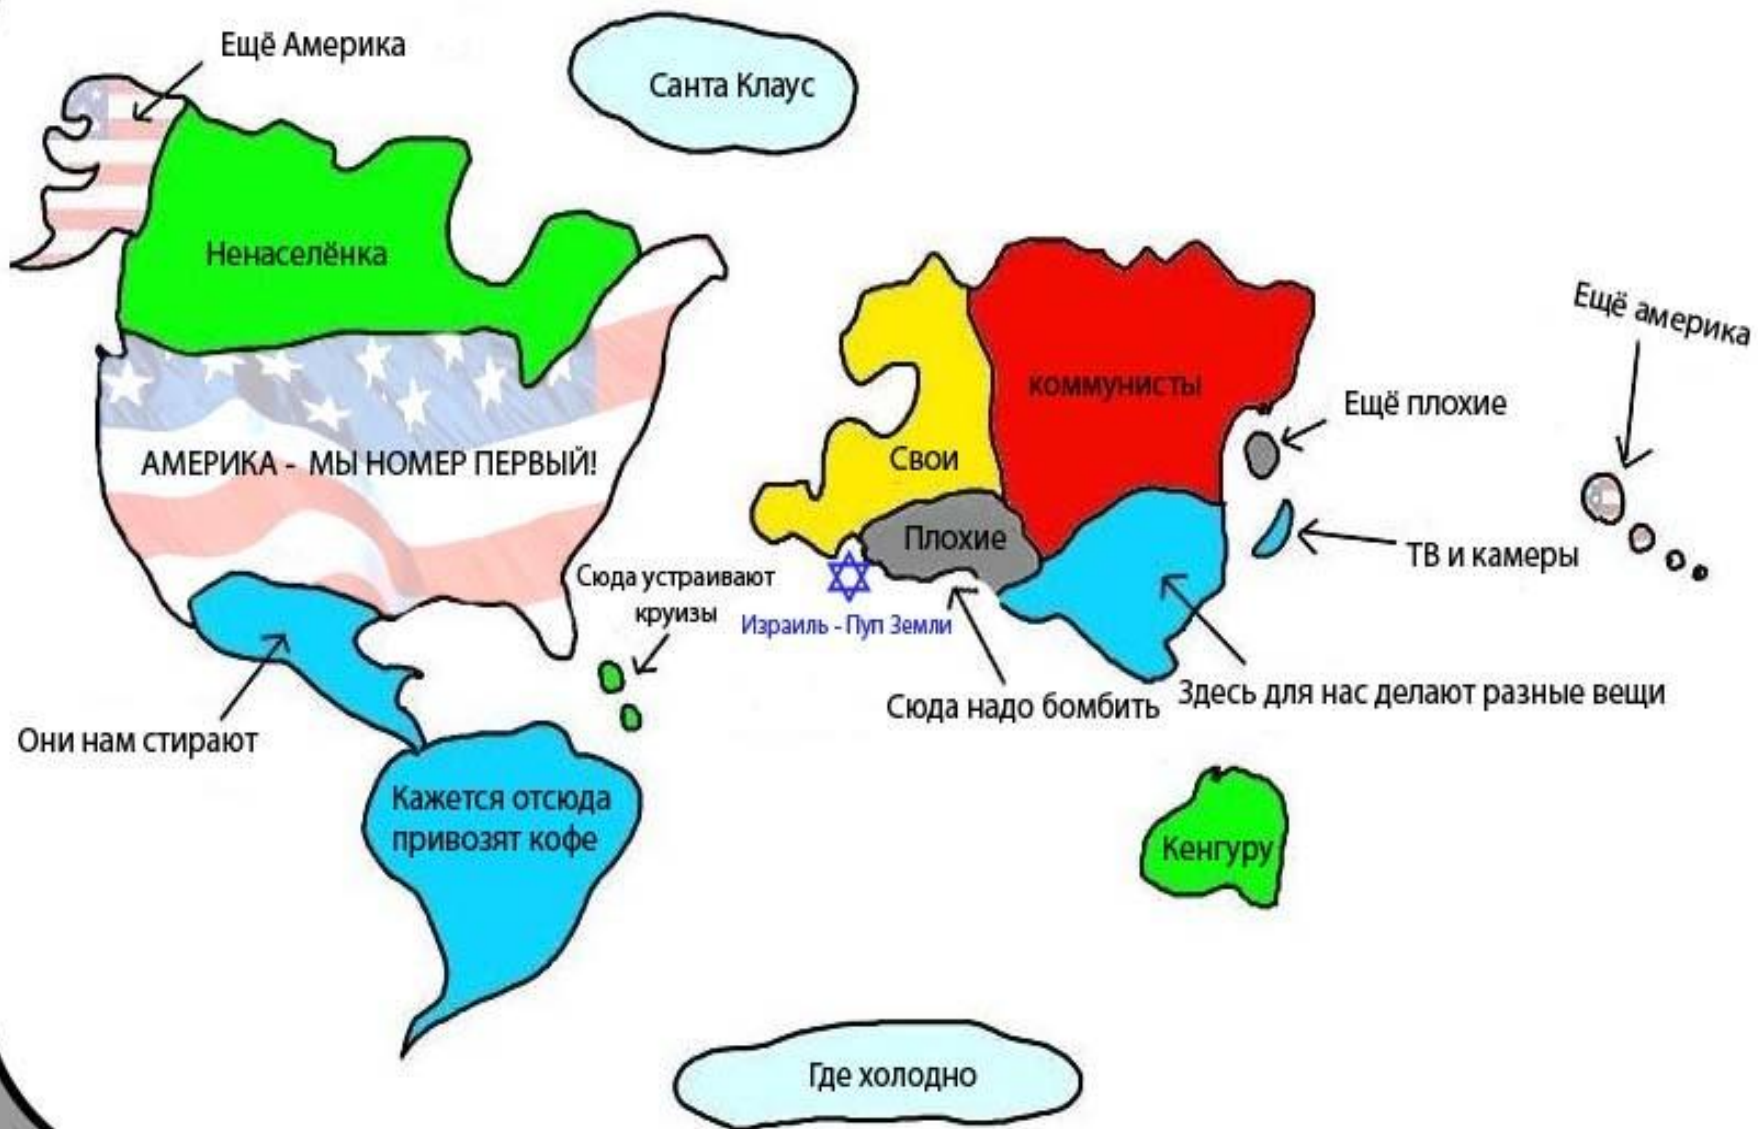 Ещё Америка
Санта Клаус
Ненаселёнка
Ещё америка
коммунисты
Ещё плохие
АМЕРИКА - МЫ НОМЕР ПЕРВЫЙ!
Свои
Плохие
ТВ и камеры
Сюда устраивают
круизы
Израиль - Пуп Земли
Сюда надо бомбить
Здесь для нас делают разные вещи
Они нам стирают
Кажется отсюда
привозят кофе
Кенгуру
Где холодно